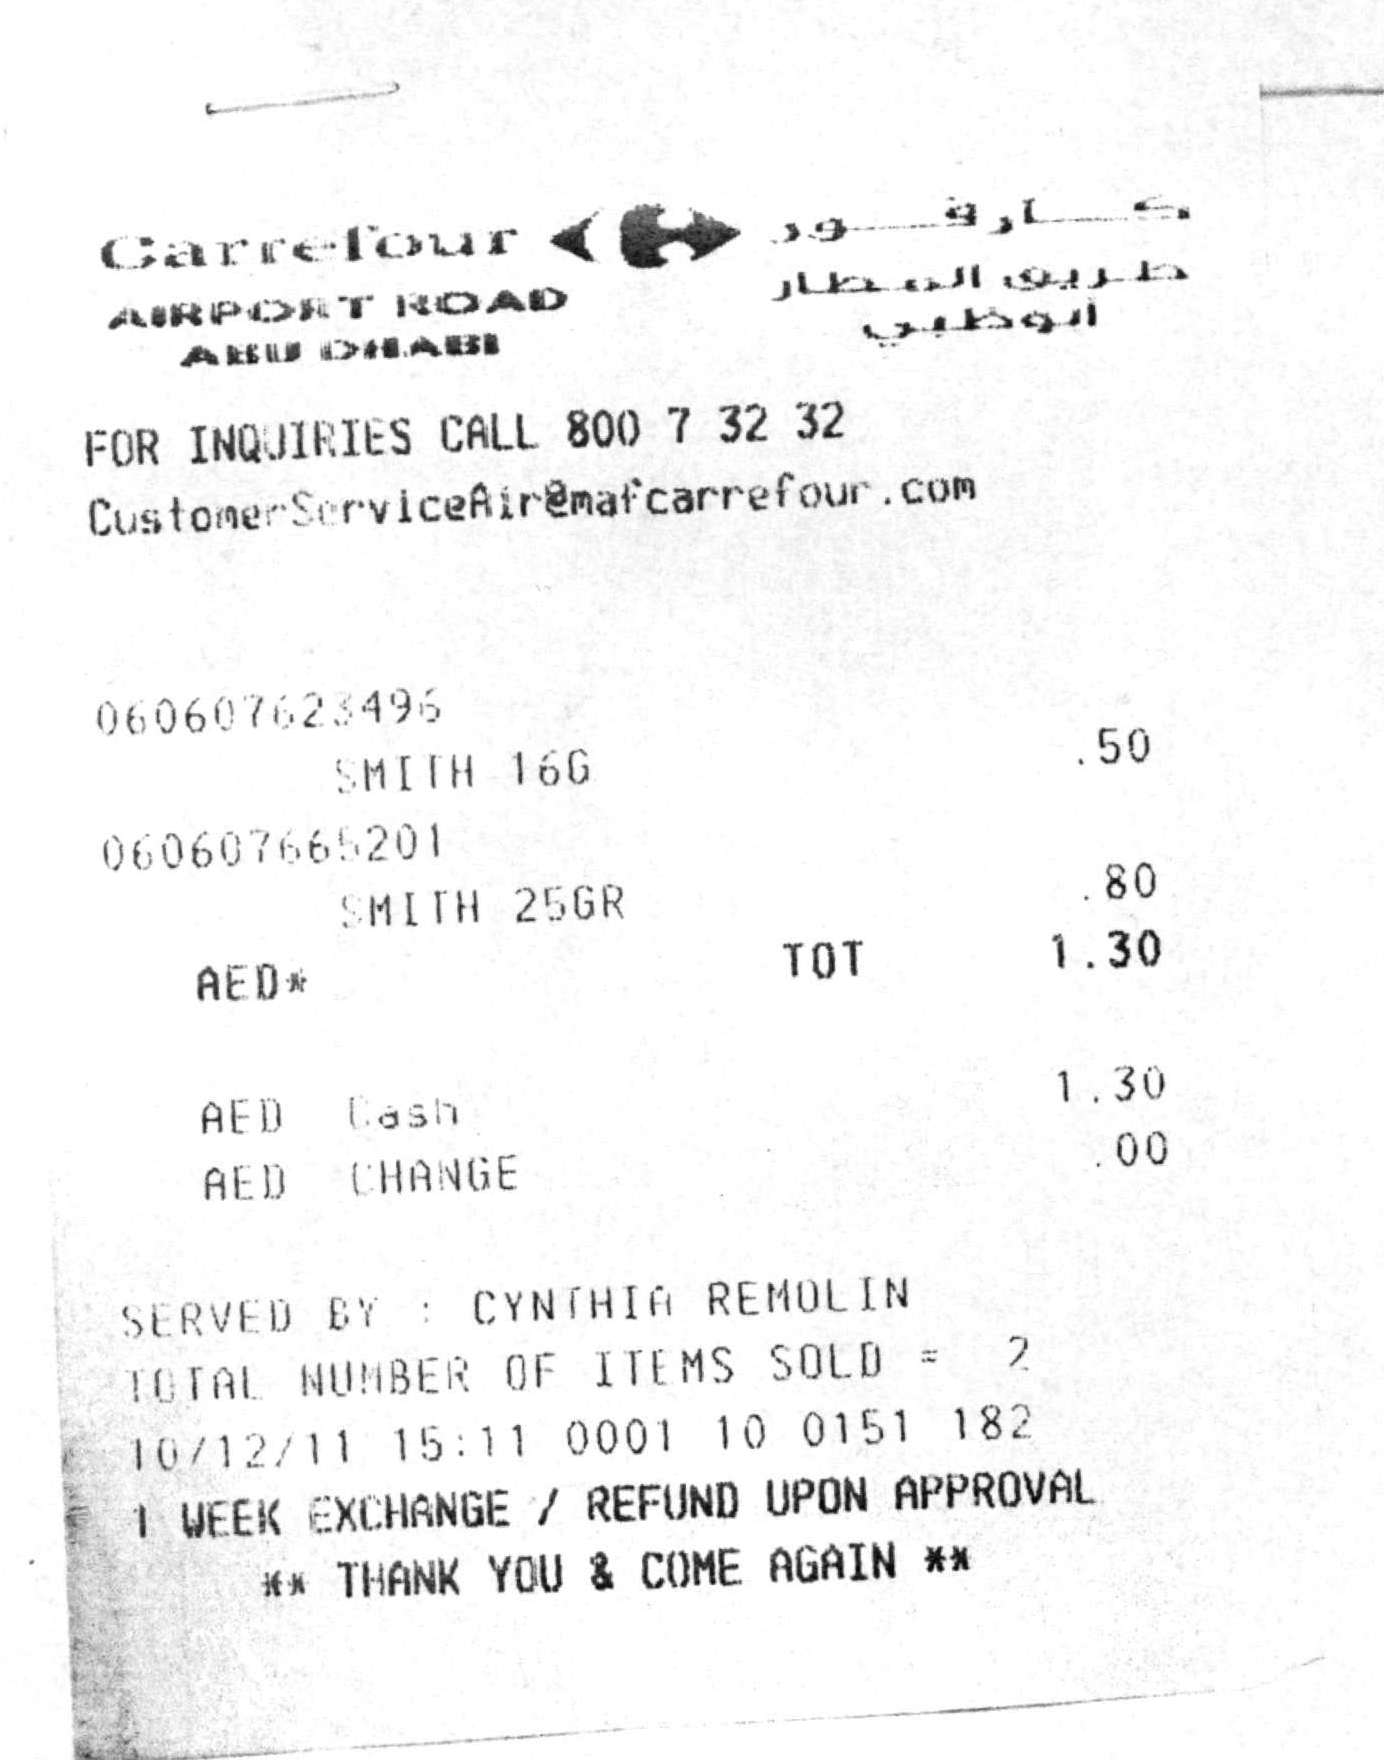 Carrefour كارفور
AIRPORT ROAD طريق المطار
ABU DHABI أبوظبي
FOR INQUIRIES CALL 800 7 32 32
CustomerServiceAir@mafcarrefour.com
060607623496
SMITH 16G .50
060607665201
SMITH 25GR .80
AED* TOT 1.30
AED Cash 1.30
AED CHANGE .00
SERVED BY : CYNTHIA REMOLIN
TOTAL NUMBER OF ITEMS SOLD = 2
10/12/11 15:11 0001 10 0151 182
1 WEEK EXCHANGE / REFUND UPON APPROVAL
** THANK YOU & COME AGAIN **